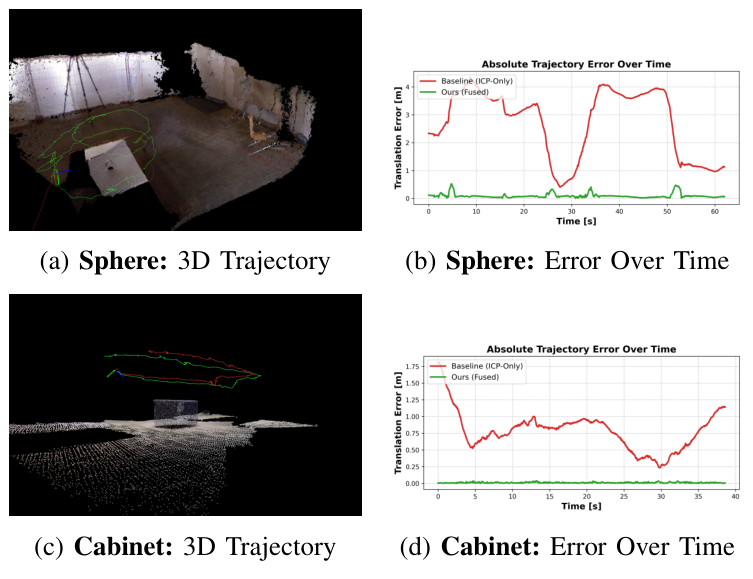 Absolute Trajectory Error Over Time
Translation Error [m]
4
3
2
1
0
Baseline (ICP-Only)
Ours (Fused)
0 10 20 30 40 50 60
Time [s]
(a) Sphere: 3D Trajectory
(b) Sphere: Error Over Time
Absolute Trajectory Error Over Time
Translation Error [m]
1.75
1.50
1.25
1.00
0.75
0.50
0.25
0.00
Baseline (ICP-Only)
Ours (Fused)
0 5 10 15 20 25 30 35 40
Time [s]
(c) Cabinet: 3D Trajectory
(d) Cabinet: Error Over Time